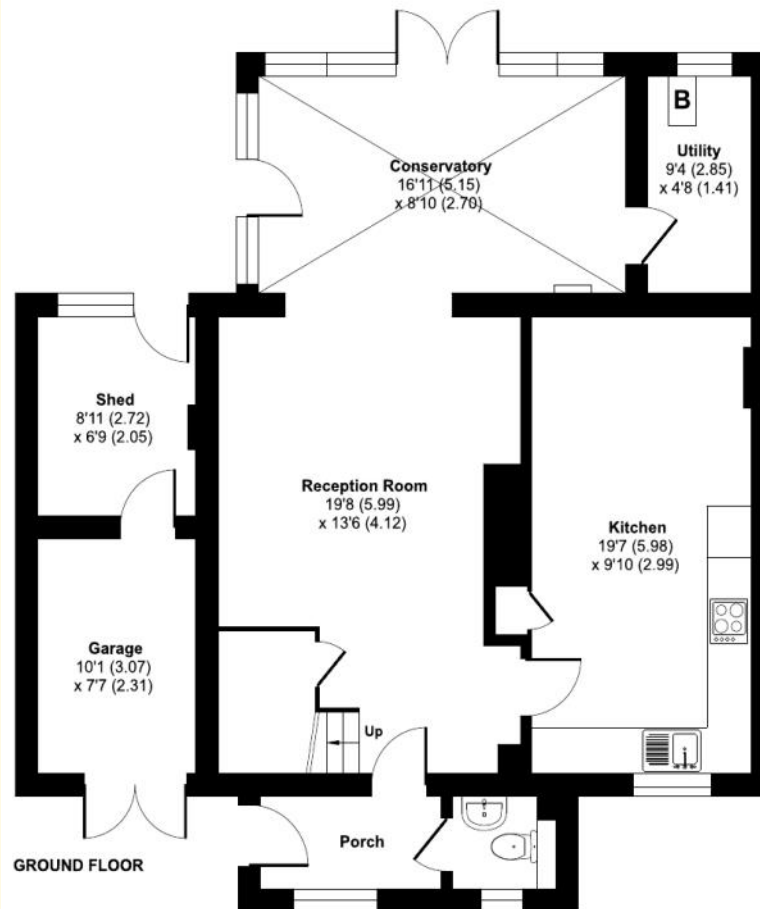 B
Utility
9'4 (2.85)
x 4'8 (1.41)
Conservatory
16'11 (5.15)
x 8'10 (2.70)
Shed
8'11 (2.72)
x 6'9 (2.05)
Reception Room
19'8 (5.99)
x 13'6 (4.12)
Kitchen
19'7 (5.98)
x 9'10 (2.99)
Garage
10'1 (3.07)
x 7'7 (2.31)
Up
Porch
GROUND FLOOR